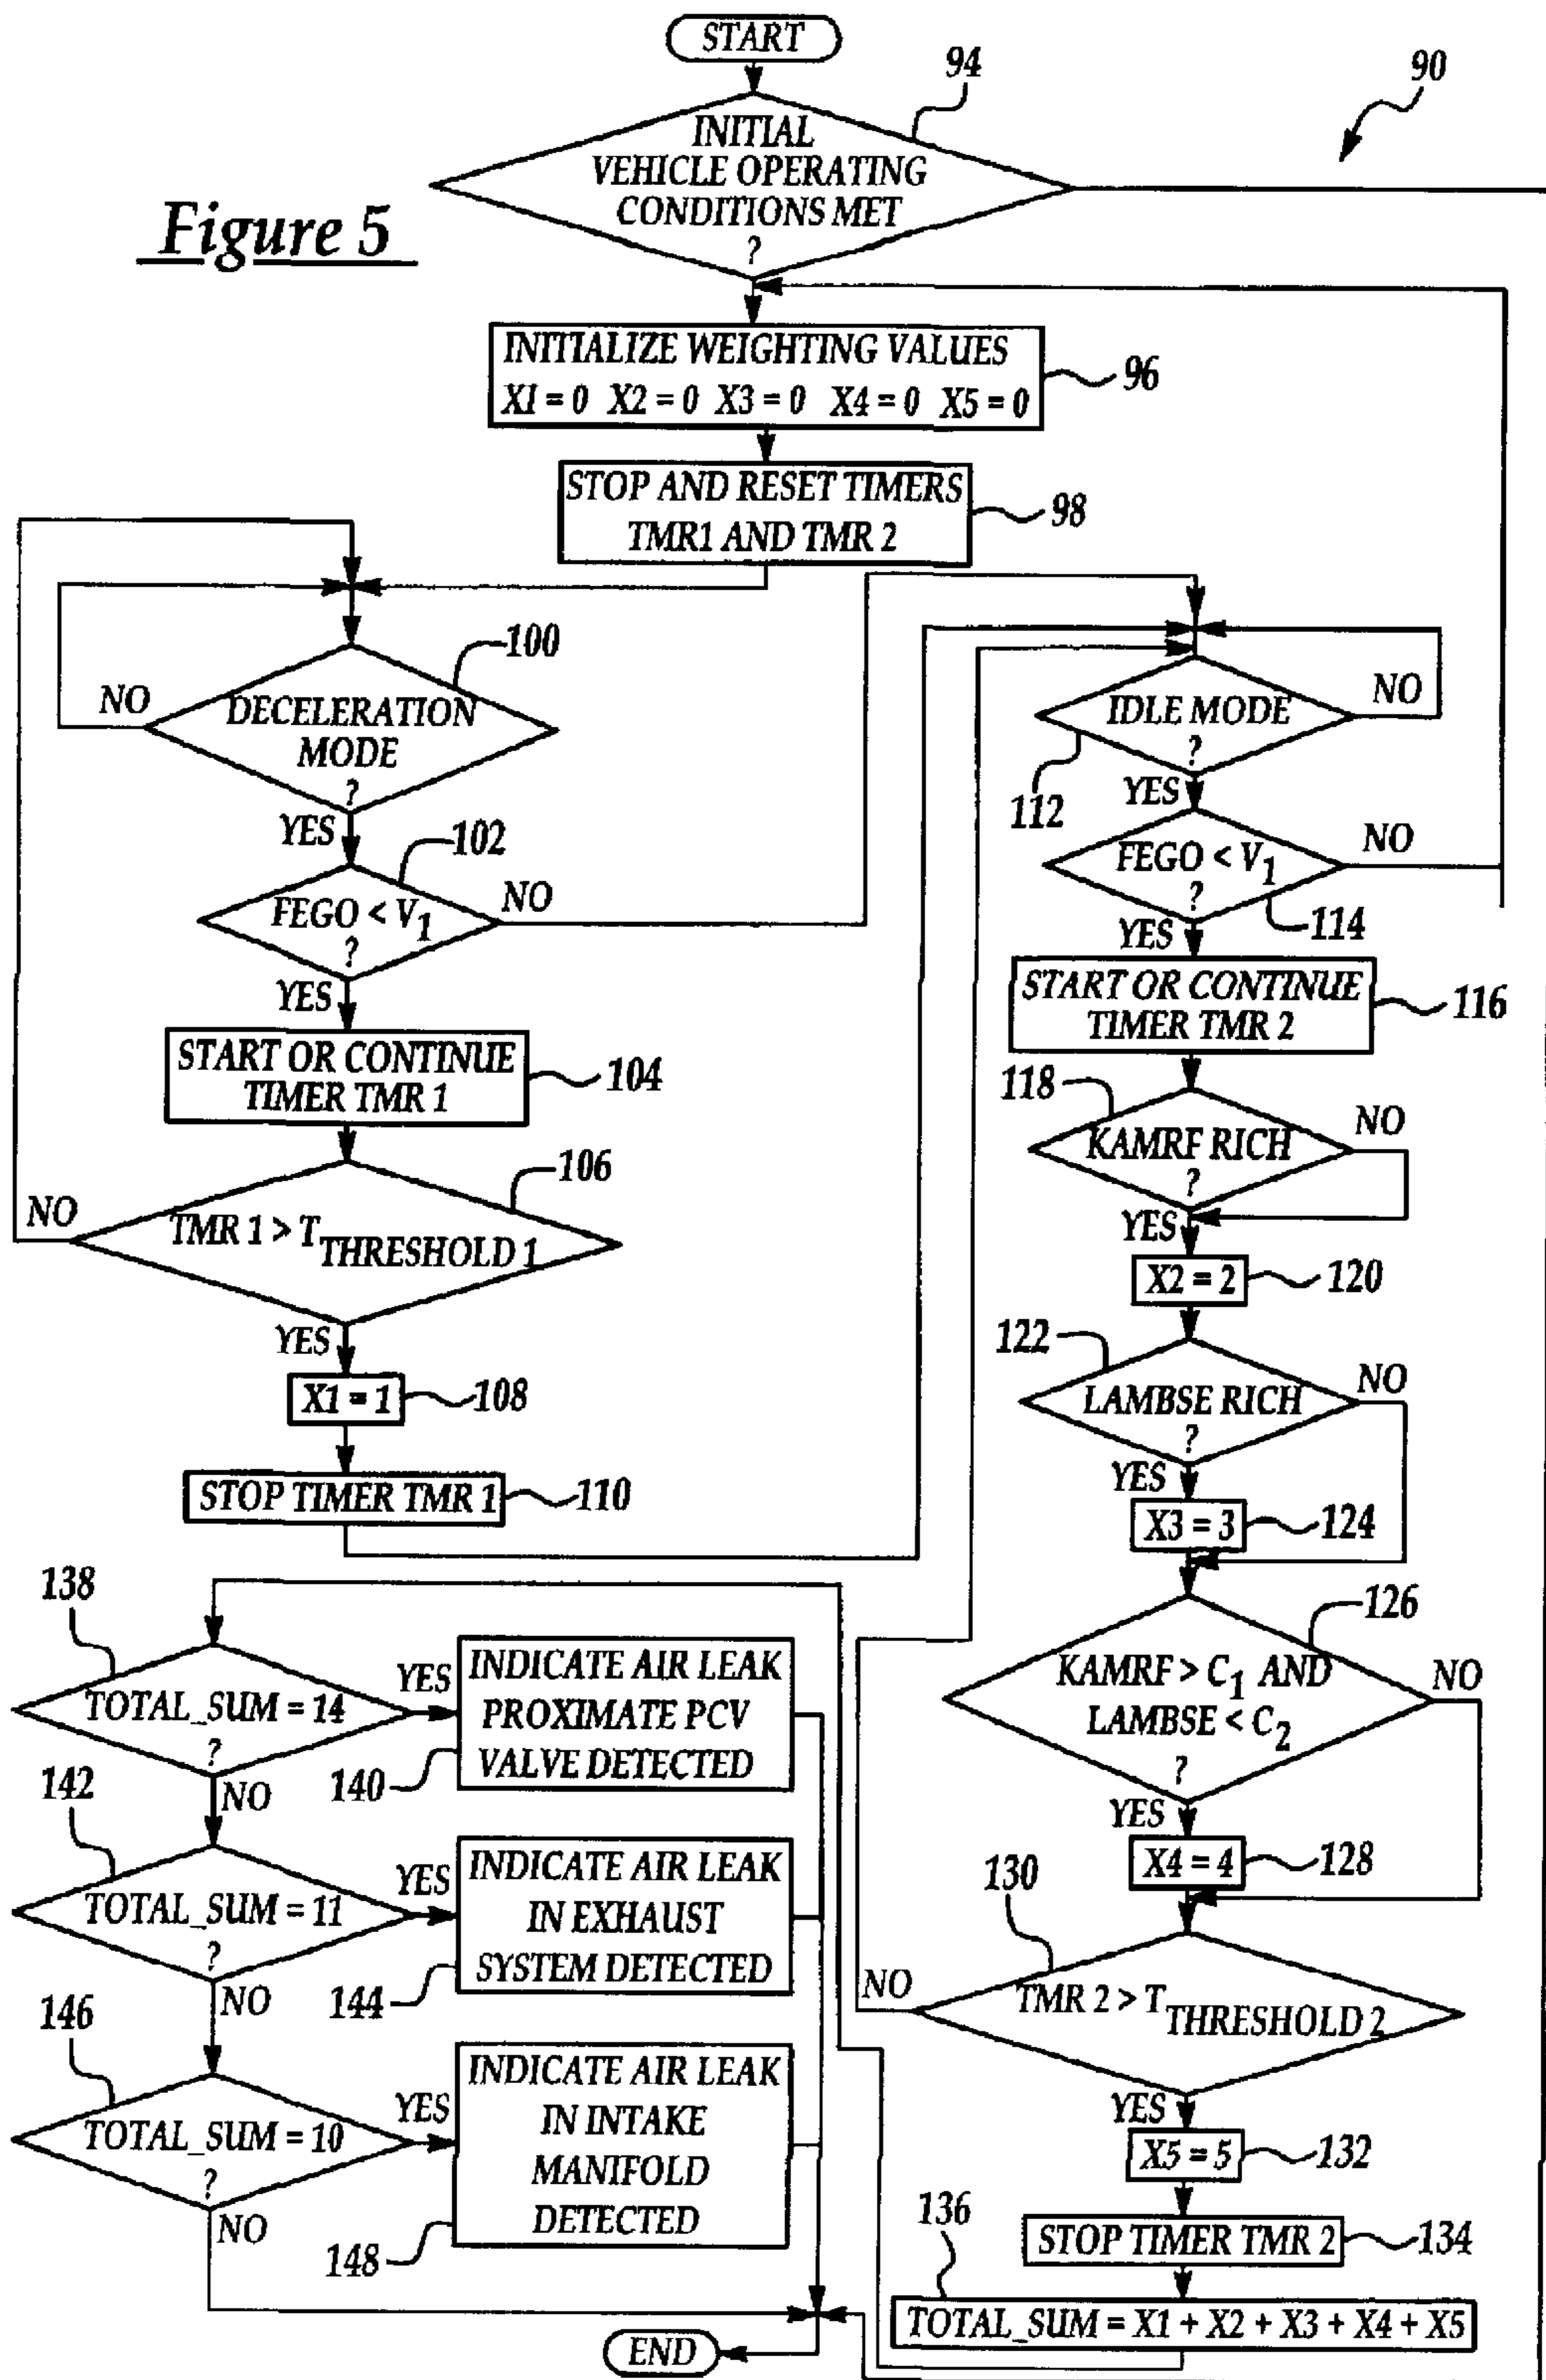 START
94
90
INITIAL
VEHICLE OPERATING
CONDITIONS MET
?
Figure 5
INITIALIZE WEIGHTING VALUES
X1 = 0 X2 = 0 X3 = 0 X4 = 0 X5 = 0
96
STOP AND RESET TIMERS
TMR1 AND TMR 2
98
100
NO
DECELERATION
MODE
?
YES
102
FEGO < V1
?
NO
YES
START OR CONTINUE
TIMER TMR 1
104
106
NO
TMR 1 > T THRESHOLD 1
YES
X1 = 1
108
STOP TIMER TMR 1
110
IDLE MODE
?
NO
112
YES
FEGO < V1
?
NO
114
YES
START OR CONTINUE
TIMER TMR 2
116
118
KAMRF RICH
?
NO
YES
X2 = 2
120
122
LAMBSE RICH
?
NO
YES
X3 = 3
124
126
KAMRF > C1 AND
LAMBSE < C2
?
NO
YES
X4 = 4
128
130
NO
TMR 2 > T THRESHOLD 2
YES
X5 = 5
132
STOP TIMER TMR 2
134
136
TOTAL_SUM = X1 + X2 + X3 + X4 + X5
138
TOTAL_SUM = 14
?
YES
INDICATE AIR LEAK
PROXIMATE PCV
VALVE DETECTED
140
NO
142
TOTAL_SUM = 11
?
YES
INDICATE AIR LEAK
IN EXHAUST
SYSTEM DETECTED
144
NO
146
TOTAL_SUM = 10
?
YES
INDICATE AIR LEAK
IN INTAKE
MANIFOLD
DETECTED
148
NO
END